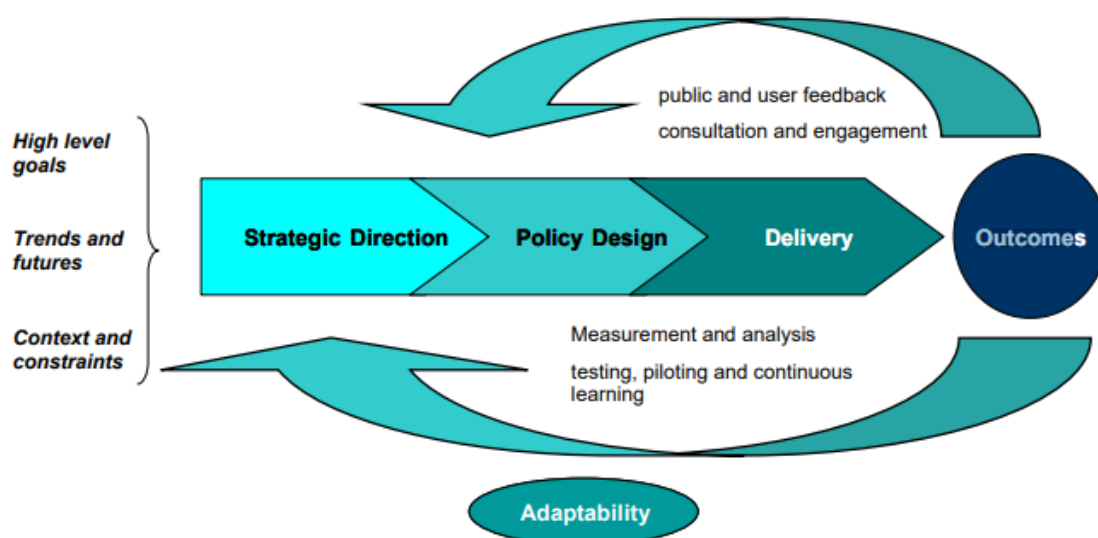 public and user feedback
consultation and engagement
High level
goals
Trends and
futures
Context and
constraints
Strategic Direction
Policy Design
Delivery
Outcomes
Measurement and analysis
testing, piloting and continuous
learning
Adaptability